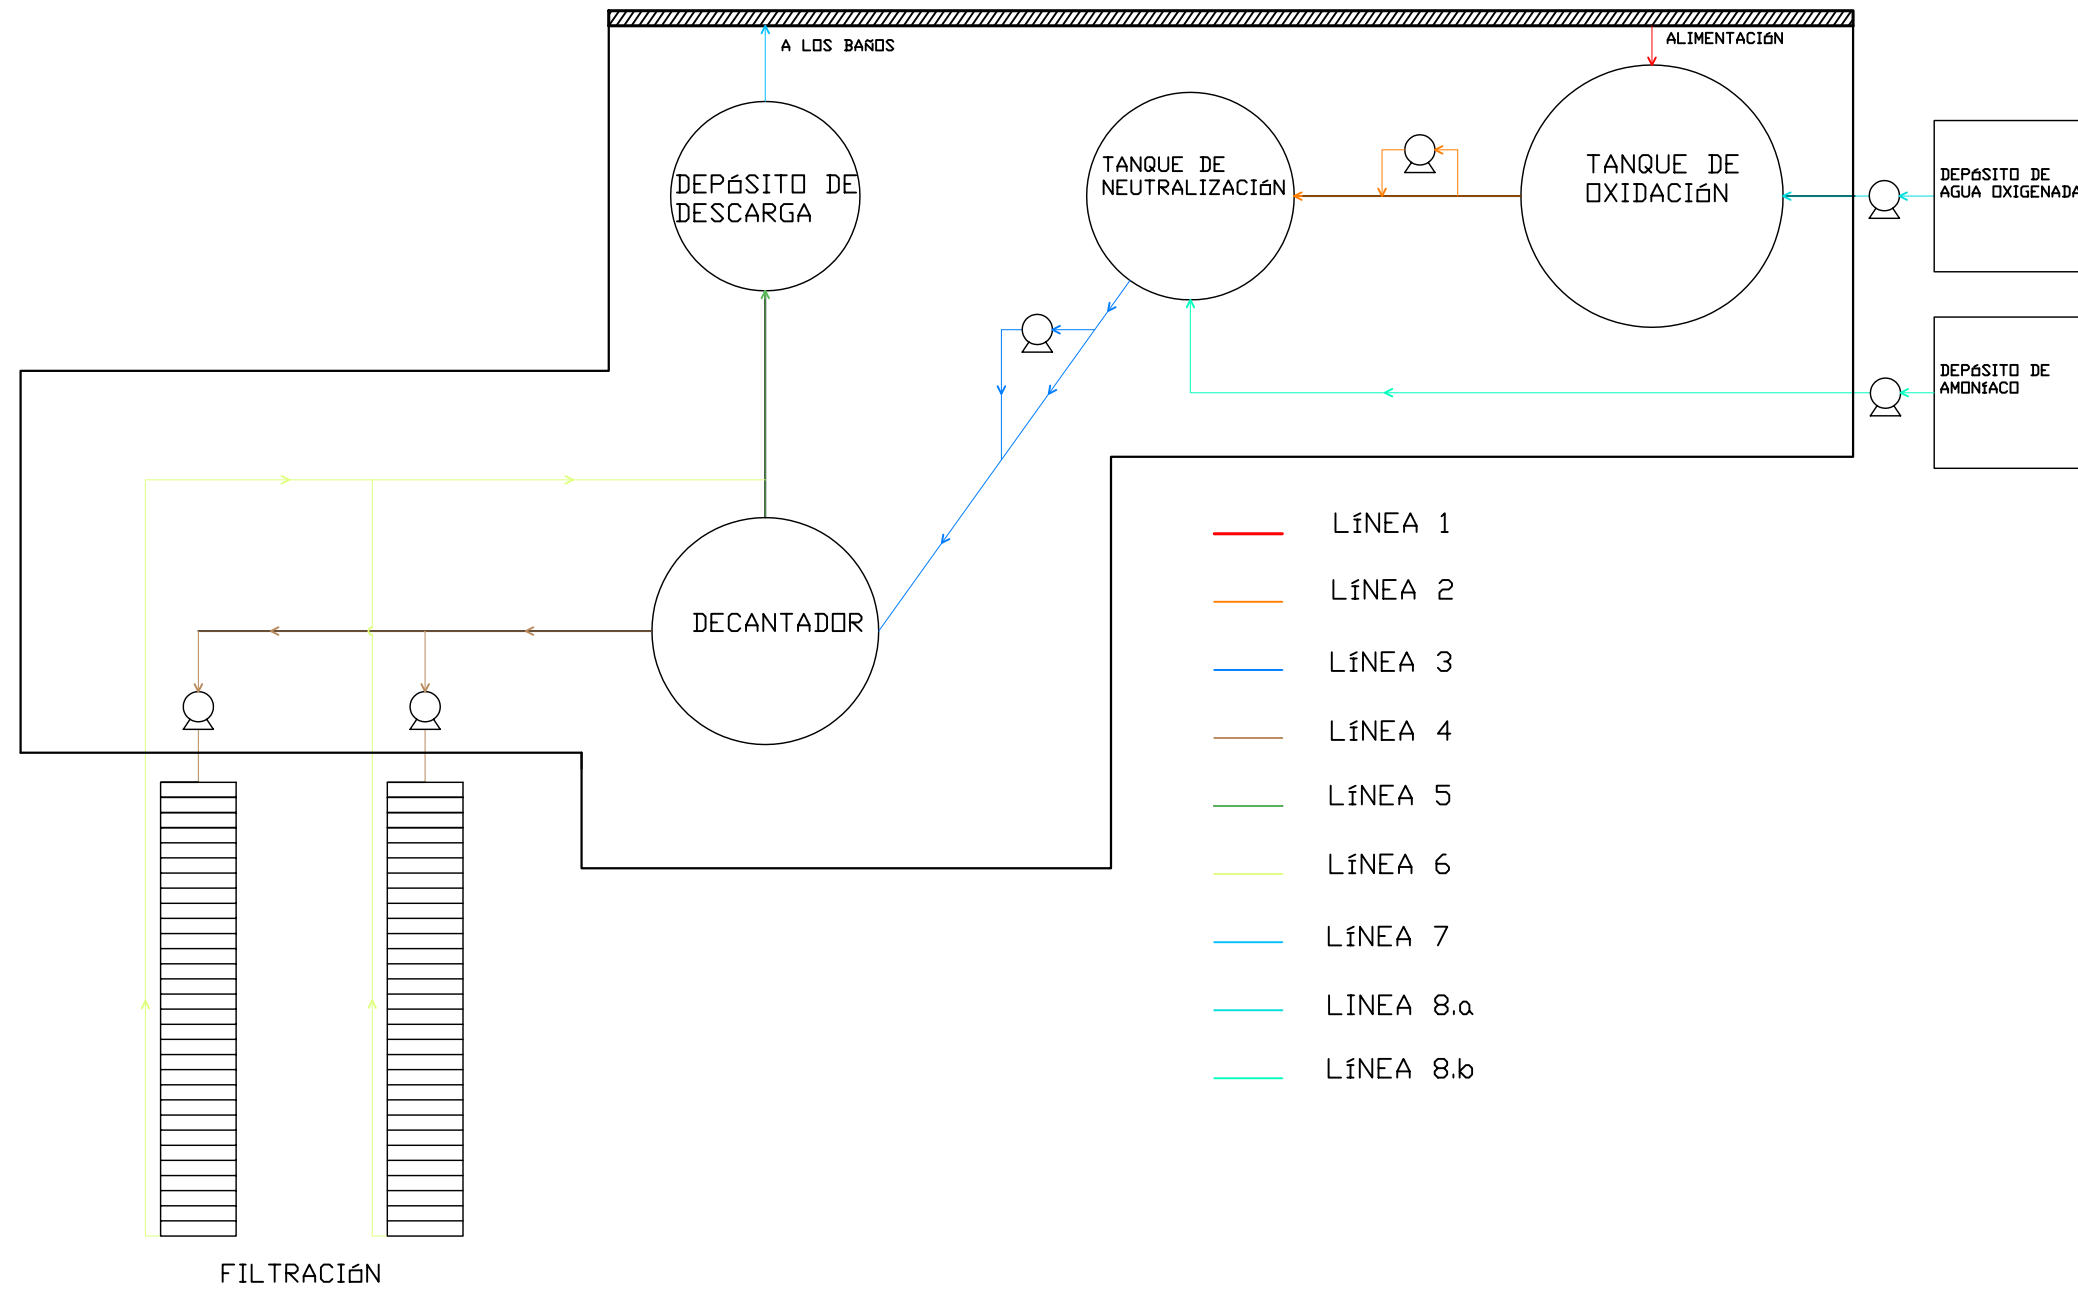 A LOS BAÑOS
ALIMENTACIóN
DEPóSITO DE
DESCARGA
TANQUE DE
NEUTRALIZACIóN
TANQUE DE
OXIDACIóN
DEPóSITO DE
AGUA OXIGENADA
DEPóSITO DE
AMONíACO
DECANTADOR
LíNEA 1
LíNEA 2
LíNEA 3
LíNEA 4
LíNEA 5
LíNEA 6
LíNEA 7
LINEA 8.a
LíNEA 8.b
FILTRACIóN